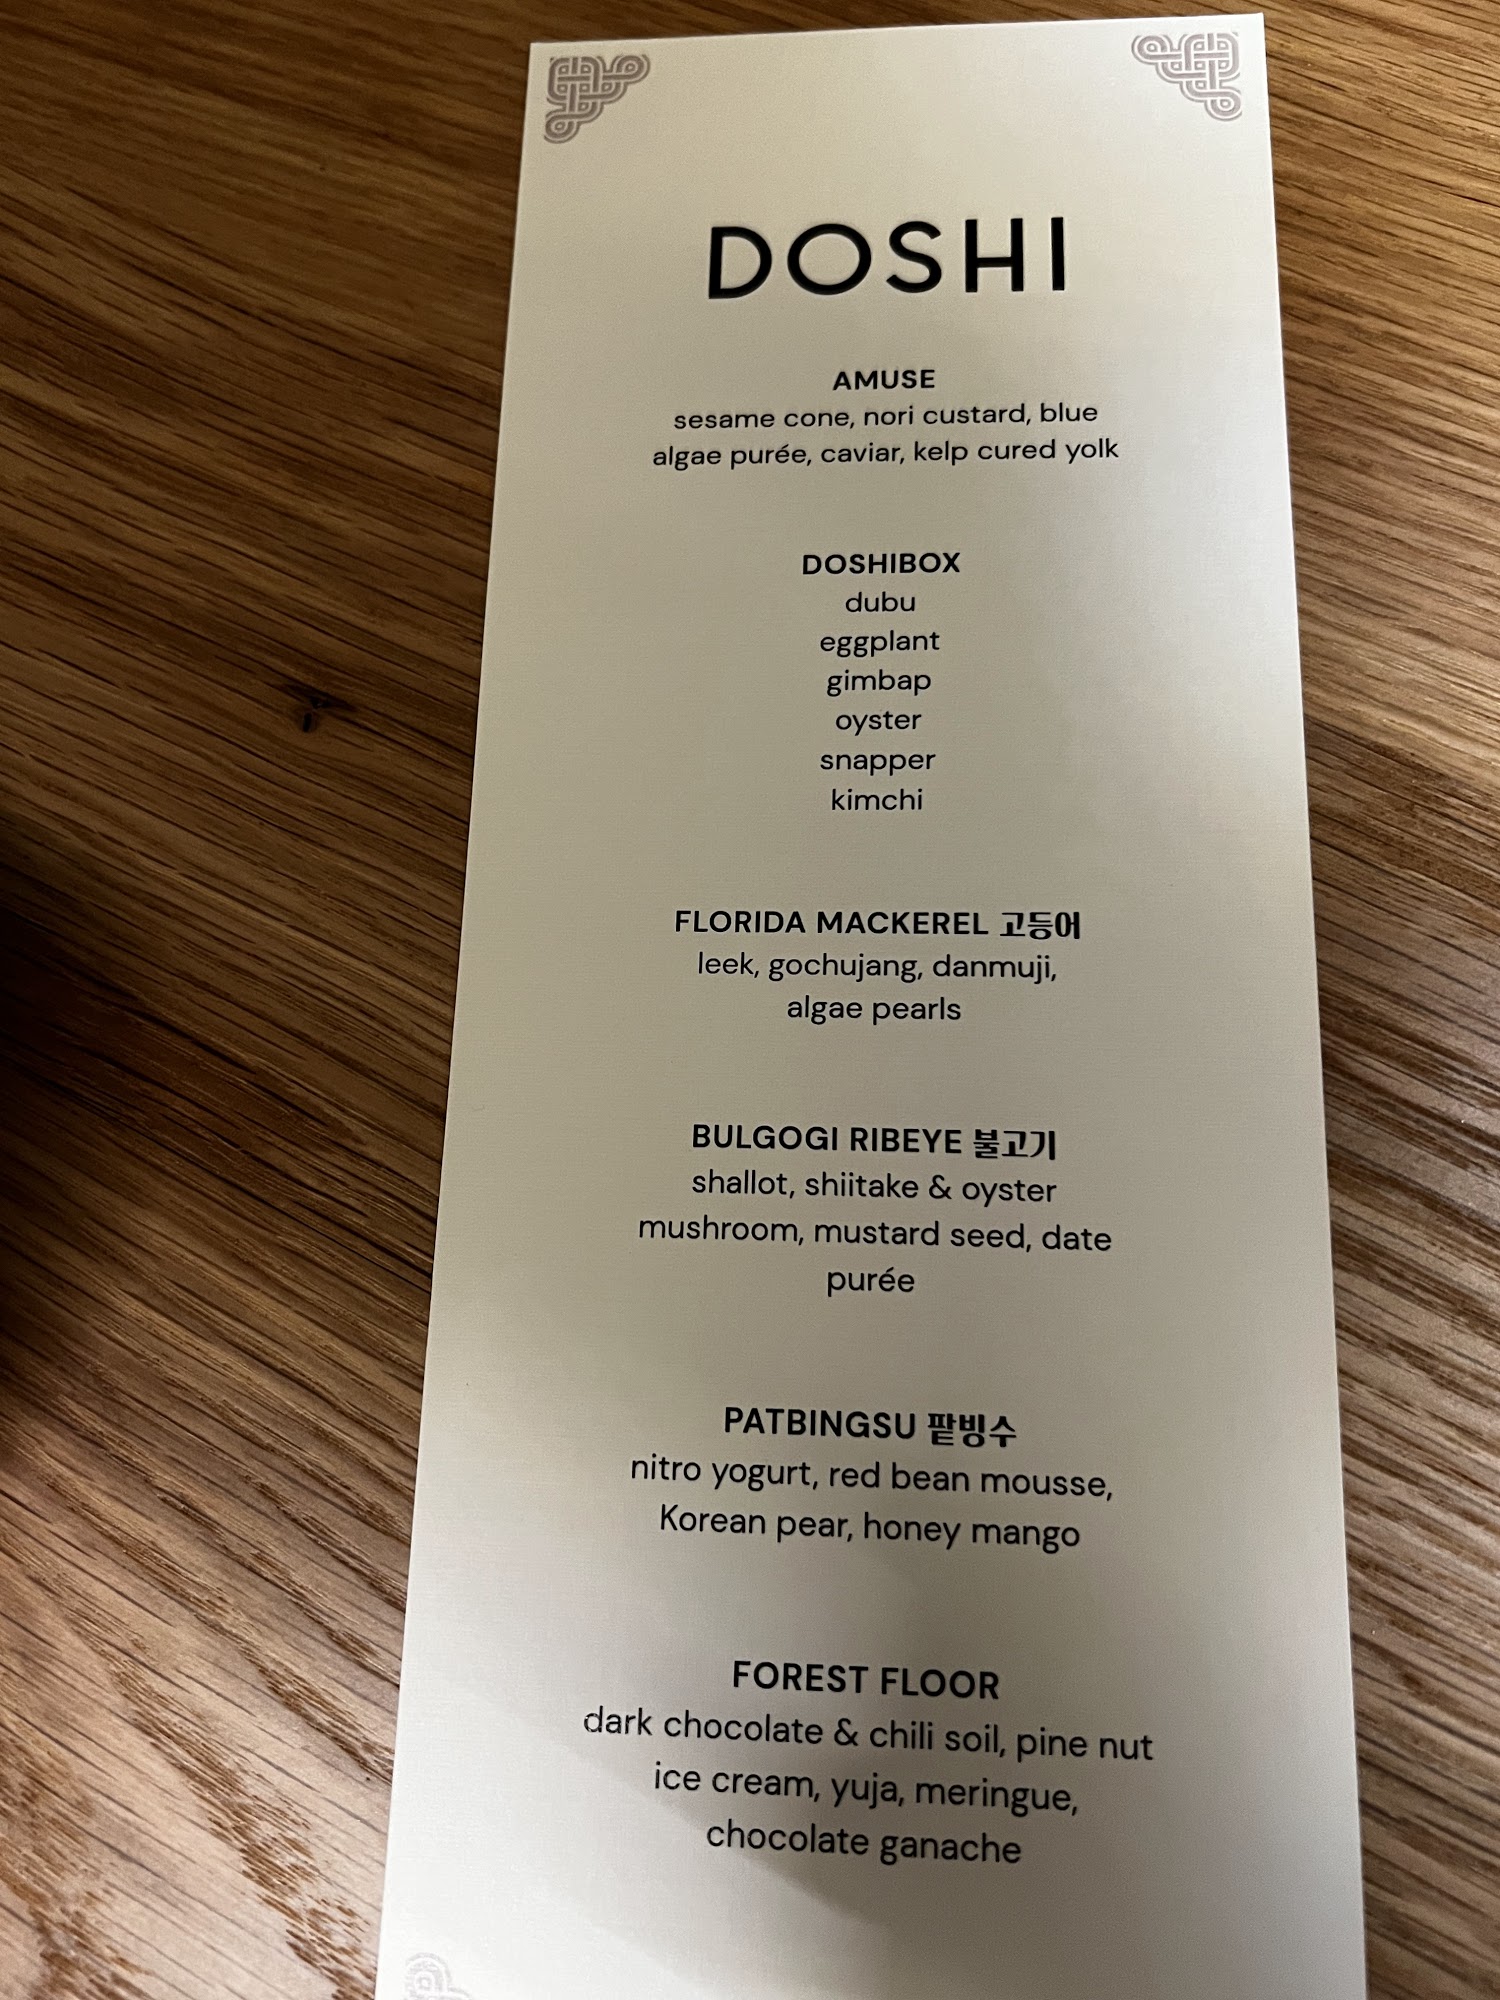 DOSHI
AMUSE
sesame cone, nori custard, blue
algae purée, caviar, kelp cured yolk
DOSHIBOX
dubu
eggplant
gimbap
oyster
snapper
kimchi
FLORIDA MACKEREL 고등어
leek, gochujang, danmuji,
algae pearls
BULGOGI RIBEYE 불고기
shallot, shiitake & oyster
mushroom, mustard seed, date
purée
PATBINGSU 팥빙수
nitro yogurt, red bean mousse,
Korean pear, honey mango
FOREST FLOOR
dark chocolate & chili soil, pine nut
ice cream, yuja, meringue,
chocolate ganache